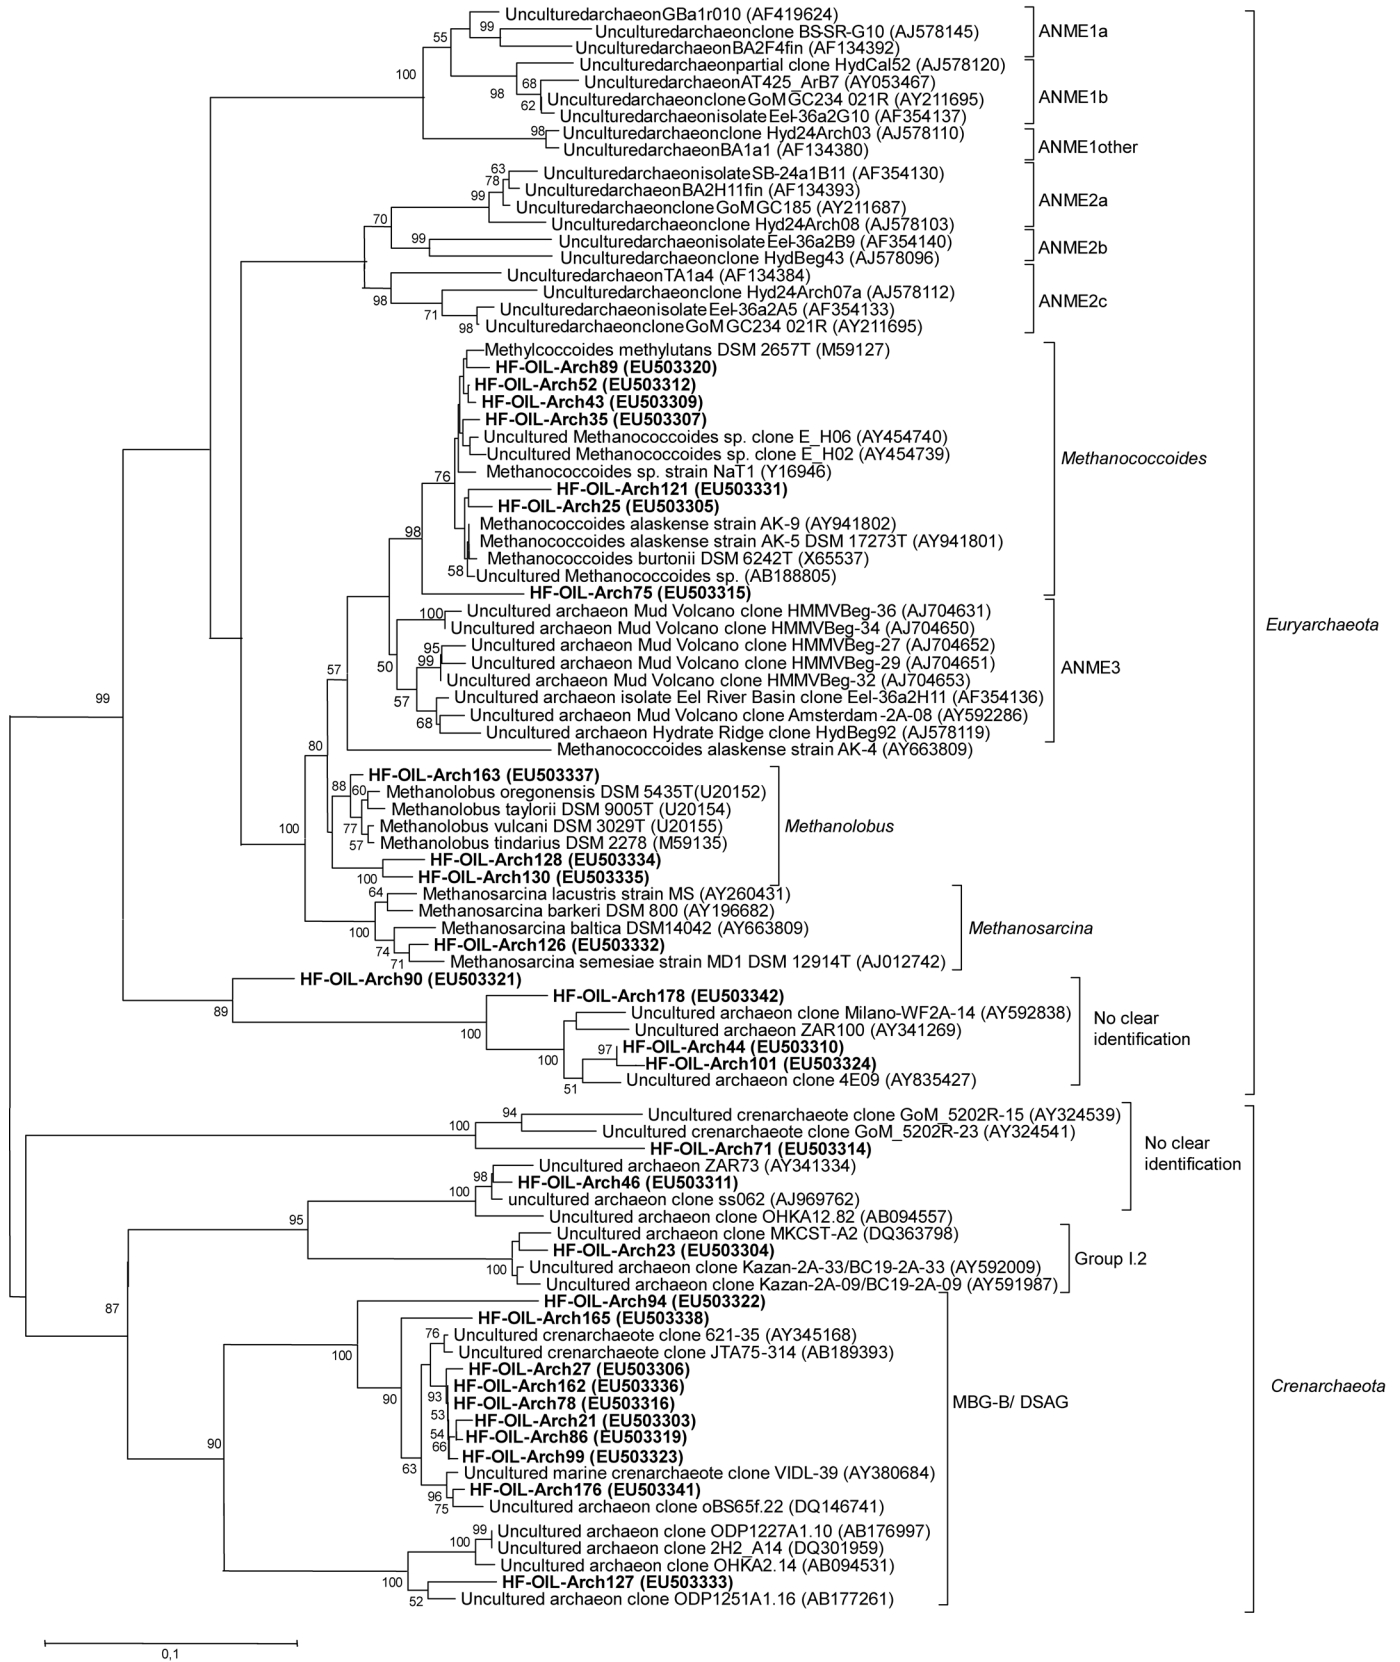 UnculturedarchaeonGBa1r010 (AF419624)
99
Unculturedarchaeonclone BS-SR-G10 (AJ578145)
ANME1a
55
UnculturedarchaeonBA2F4fin (AF134392)
Unculturedarchaeonpartial clone HydCal52 (AJ578120)
100
68
UnculturedarchaeonAT425_ArB7 (AY053467)
98
UnculturedarchaeoncloneGoMGC234 021R (AY211695)
ANME1b
62
UnculturedarchaeonisolateEel-36a2G10 (AF354137)
98
Unculturedarchaeonclone Hyd24Arch03 (AJ578110)
UnculturedarchaeonBA1a1 (AF134380)
ANME1other
63
UnculturedarchaeonisolateSB-24a1B11 (AF354130)
78
UnculturedarchaeonBA2H11fin (AF134393)
99
UnculturedarchaeoncloneGoMGC185 (AY211687)
ANME2a
70
Unculturedarchaeonclone Hyd24Arch08 (AJ578103)
99
UnculturedarchaeonisolateEel-36a2B9 (AF354140)
ANME2b
Unculturedarchaeonclone HydBeg43 (AJ578096)
UnculturedarchaeonTA1a4 (AF134384)
98
Unculturedarchaeonclone Hyd24Arch07a (AJ578112)
ANME2c
71
UnculturedarchaeonisolateEel-36a2A5 (AF354133)
98
UnculturedarchaeoncloneGoMGC234 021R (AY211695)
Methylcoccoides methylutans DSM 2657T (M59127)
HF-OIL-Arch89 (EU503320)
HF-OIL-Arch52 (EU503312)
HF-OIL-Arch43 (EU503309)
HF-OIL-Arch35 (EU503307)
Uncultured Methanococcoides sp. clone E_H06 (AY454740)
Uncultured Methanococcoides sp. clone E_H02 (AY454739)
Methanococcoides
Methanococcoides sp. strain NaT1 (Y16946)
76
HF-OIL-Arch121 (EU503331)
HF-OIL-Arch25 (EU503305)
Methanococcoides alaskense strain AK-9 (AY941802)
98
Methanococcoides alaskense strain AK-5 DSM 17273T (AY941801)
Methanococcoides burtonii DSM 6242T (X65537)
58
Uncultured Methanococcoides sp. (AB188805)
HF-OIL-Arch75 (EU503315)
100
Uncultured archaeon Mud Volcano clone HMMVBeg-36 (AJ704631)
Uncultured archaeon Mud Volcano clone HMMVBeg-34 (AJ704650)
Euryarchaeota
95
Uncultured archaeon Mud Volcano clone HMMVBeg-27 (AJ704652)
50
99
Uncultured archaeon Mud Volcano clone HMMVBeg-29 (AJ704651)
ANME3
57
Uncultured archaeon Mud Volcano clone HMMVBeg-32 (AJ704653)
99
57
Uncultured archaeon isolate Eel River Basin clone Eel-36a2H11 (AF354136)
68
Uncultured archaeon Mud Volcano clone Amsterdam-2A-08 (AY592286)
Uncultured archaeon Hydrate Ridge clone HydBeg92 (AJ578119)
80
Methanococcoides alaskense strain AK-4 (AY663809)
HF-OIL-Arch163 (EU503337)
88
60
Methanolobus oregonensis DSM 5435T(U20152)
Methanolobus taylorii DSM 9005T (U20154)
100
77
Methanolobus vulcani DSM 3029T (U20155)
Methanolobus
57
Methanolobus tindarius DSM 2278 (M59135)
HF-OIL-Arch128 (EU503334)
100
HF-OIL-Arch130 (EU503335)
64
Methanosarcina lacustris strain MS (AY260431)
Methanosarcina barkeri DSM 800 (AY196682)
100
Methanosarcina baltica DSM14042 (AY663809)
Methanosarcina
74
HF-OIL-Arch126 (EU503332)
71
Methanosarcina semesiae strain MD1 DSM 12914T (AJ012742)
HF-OIL-Arch90 (EU503321)
89
HF-OIL-Arch178 (EU503342)
100
Uncultured archaeon clone Milano-WF2A-14 (AY592838)
No clear
identification
Uncultured archaeon ZAR100 (AY341269)
100
97
HF-OIL-Arch44 (EU503310)
HF-OIL-Arch101 (EU503324)
51
Uncultured archaeon clone 4E09 (AY835427)
94
Uncultured crenarchaeote clone GoM_5202R-15 (AY324539)
100
Uncultured crenarchaeote clone GoM_5202R-23 (AY324541)
No clear
identification
HF-OIL-Arch71 (EU503314)
Uncultured archaeon ZAR73 (AY341334)
98
HF-OIL-Arch46 (EU503311)
100
uncultured archaeon clone ss062 (AJ969762)
95
Uncultured archaeon clone OHKA12.82 (AB094557)
Uncultured archaeon clone MKCST-A2 (DQ363798)
HF-OIL-Arch23 (EU503304)
Group I.2
100
Uncultured archaeon clone Kazan-2A-33/BC19-2A-33 (AY592009)
Uncultured archaeon clone Kazan-2A-09/BC19-2A-09 (AY591987)
87
HF-OIL-Arch94 (EU503322)
HF-OIL-Arch165 (EU503338)
76
Uncultured crenarchaeote clone 621-35 (AY345168)
100
Uncultured crenarchaeote clone JTA75-314 (AB189393)
HF-OIL-Arch27 (EU503306)
90
93
HF-OIL-Arch162 (EU503336)
Crenarchaeota
HF-OIL-Arch78 (EU503316)
MBG-B/ DSAG
53
HF-OIL-Arch21 (EU503303)
54
HF-OIL-Arch86 (EU503319)
90
66
HF-OIL-Arch99 (EU503323)
63
Uncultured marine crenarchaeote clone VIDL-39 (AY380684)
96
HF-OIL-Arch176 (EU503341)
75
Uncultured archaeon clone oBS65f.22 (DQ146741)
99
Uncultured archaeon clone ODP1227A1.10 (AB176997)
100
Uncultured archaeon clone 2H2_A14 (DQ301959)
Uncultured archaeon clone OHKA2.14 (AB094531)
100
HF-OIL-Arch127 (EU503333)
52
Uncultured archaeon clone ODP1251A1.16 (AB177261)
0,1